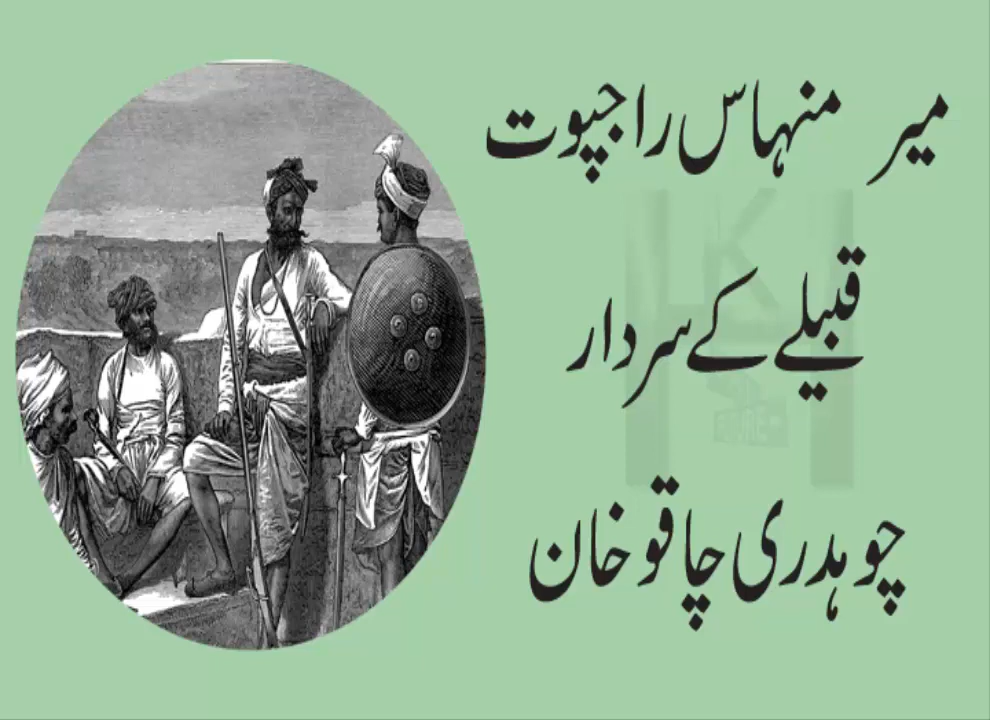 میر منہاس راجپوت
قبیلے کے سردار
چوہدری چاقو خان